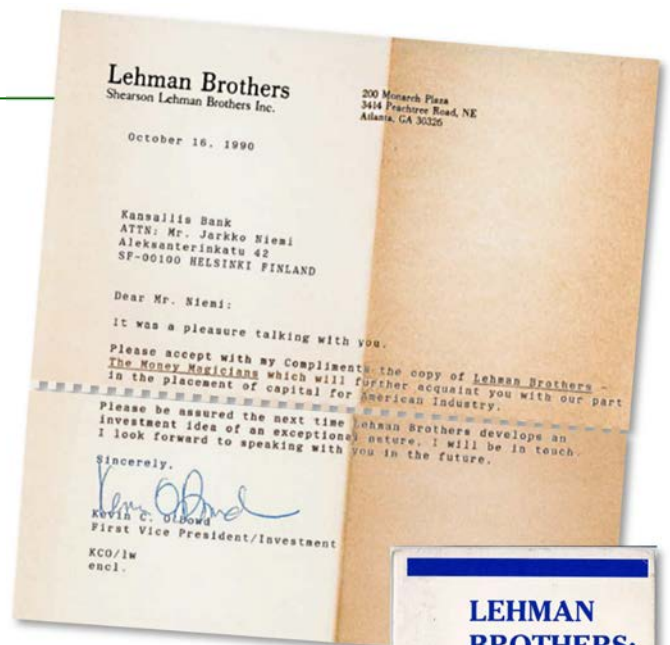 Lehman Brothers
Shearson Lehman Brothers Inc.
200 Monarch Plaza
3414 Peachtree Road, NE
Atlanta, GA 30326
October 16, 1990
Kansallis Bank
ATTN: Mr. Jarkko Niemi
Aleksanterinkatu 42
SF-00100 HELSINKI FINLAND
Dear Mr. Niemi:
It was a pleasure talking with you.
Please accept with my Compliments the copy of Lehman Brothers -
The Money Magicians which will further acquaint you with our part
in the placement of capital for American Industry.
Please be assured the next time Lehman Brothers develops an
investment idea of an exceptional nature, I will be in touch.
I look forward to speaking with you in the future.
Sincerely,
Kevin C. O'Dowd
Kevin C. O'Dowd
First Vice President/Investment
KCO/lw
encl.
LEHMAN
BROTHERS: